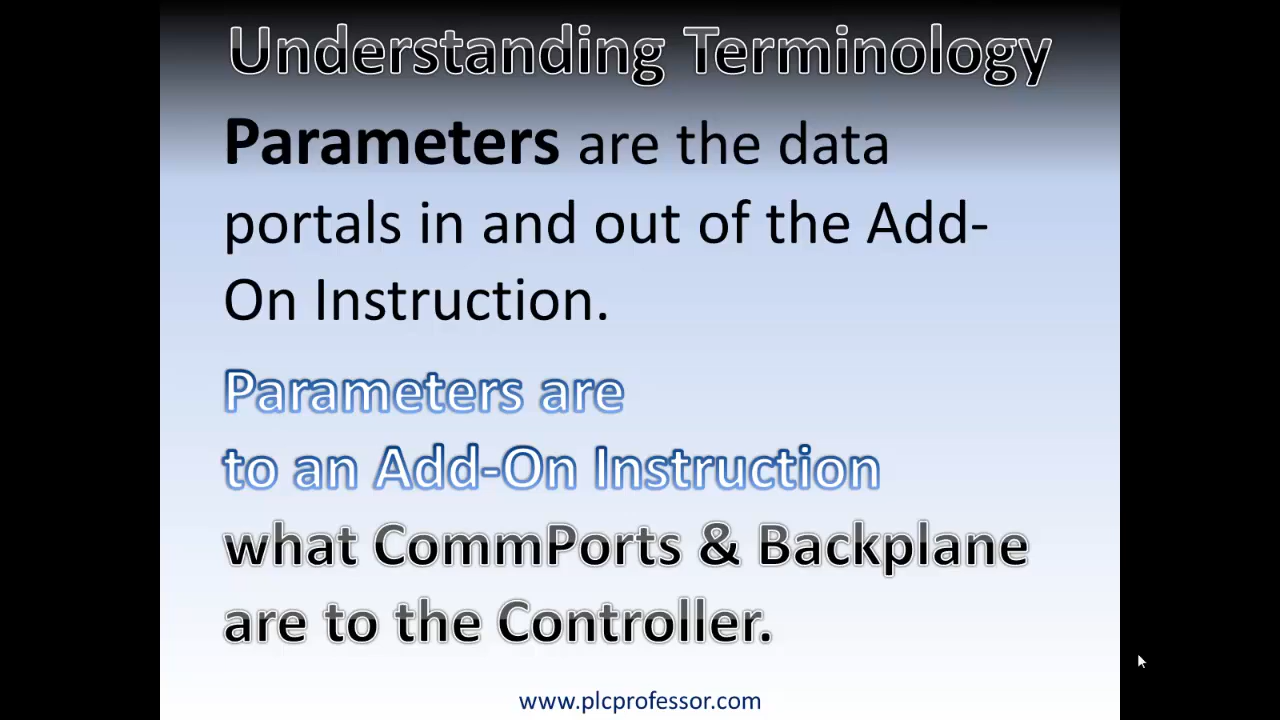 Understanding Terminology
Parameters are the data
portals in and out of the Add-
On Instruction.
Parameters are
to an Add-On Instruction
what CommPorts & Backplane
are to the Controller.
www.plcprofessor.com